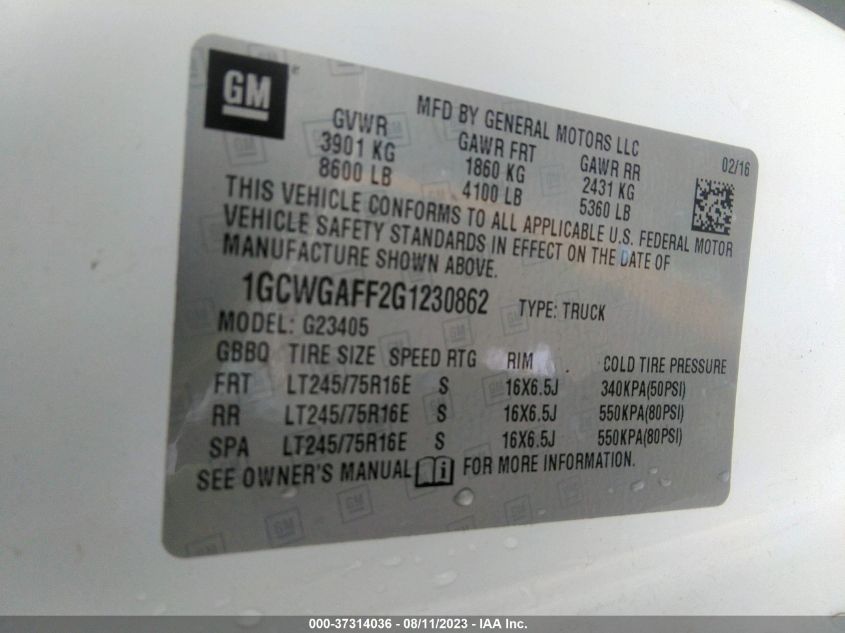 GM
MFD BY GENERAL MOTORS LLC
02/16
GVWR GAWR FRT GAWR RR
3901 KG 1860 KG 2431 KG
8600 LB 4100 LB 5360 LB
THIS VEHICLE CONFORMS TO ALL APPLICABLE U.S. FEDERAL MOTOR
VEHICLE SAFETY STANDARDS IN EFFECT ON THE DATE OF
MANUFACTURE SHOWN ABOVE.
1GCWGAFF2G1230862 TYPE: TRUCK
MODEL: G23405
GBBQ TIRE SIZE SPEED RTG RIM COLD TIRE PRESSURE
FRT LT245/75R16E S 16X6.5J 340KPA(50PSI)
RR LT245/75R16E S 16X6.5J 550KPA(80PSI)
SPA LT245/75R16E S 16X6.5J 550KPA(80PSI)
SEE OWNER'S MANUAL FOR MORE INFORMATION.
000-37314036 - 08/11/2023 - IAA Inc.